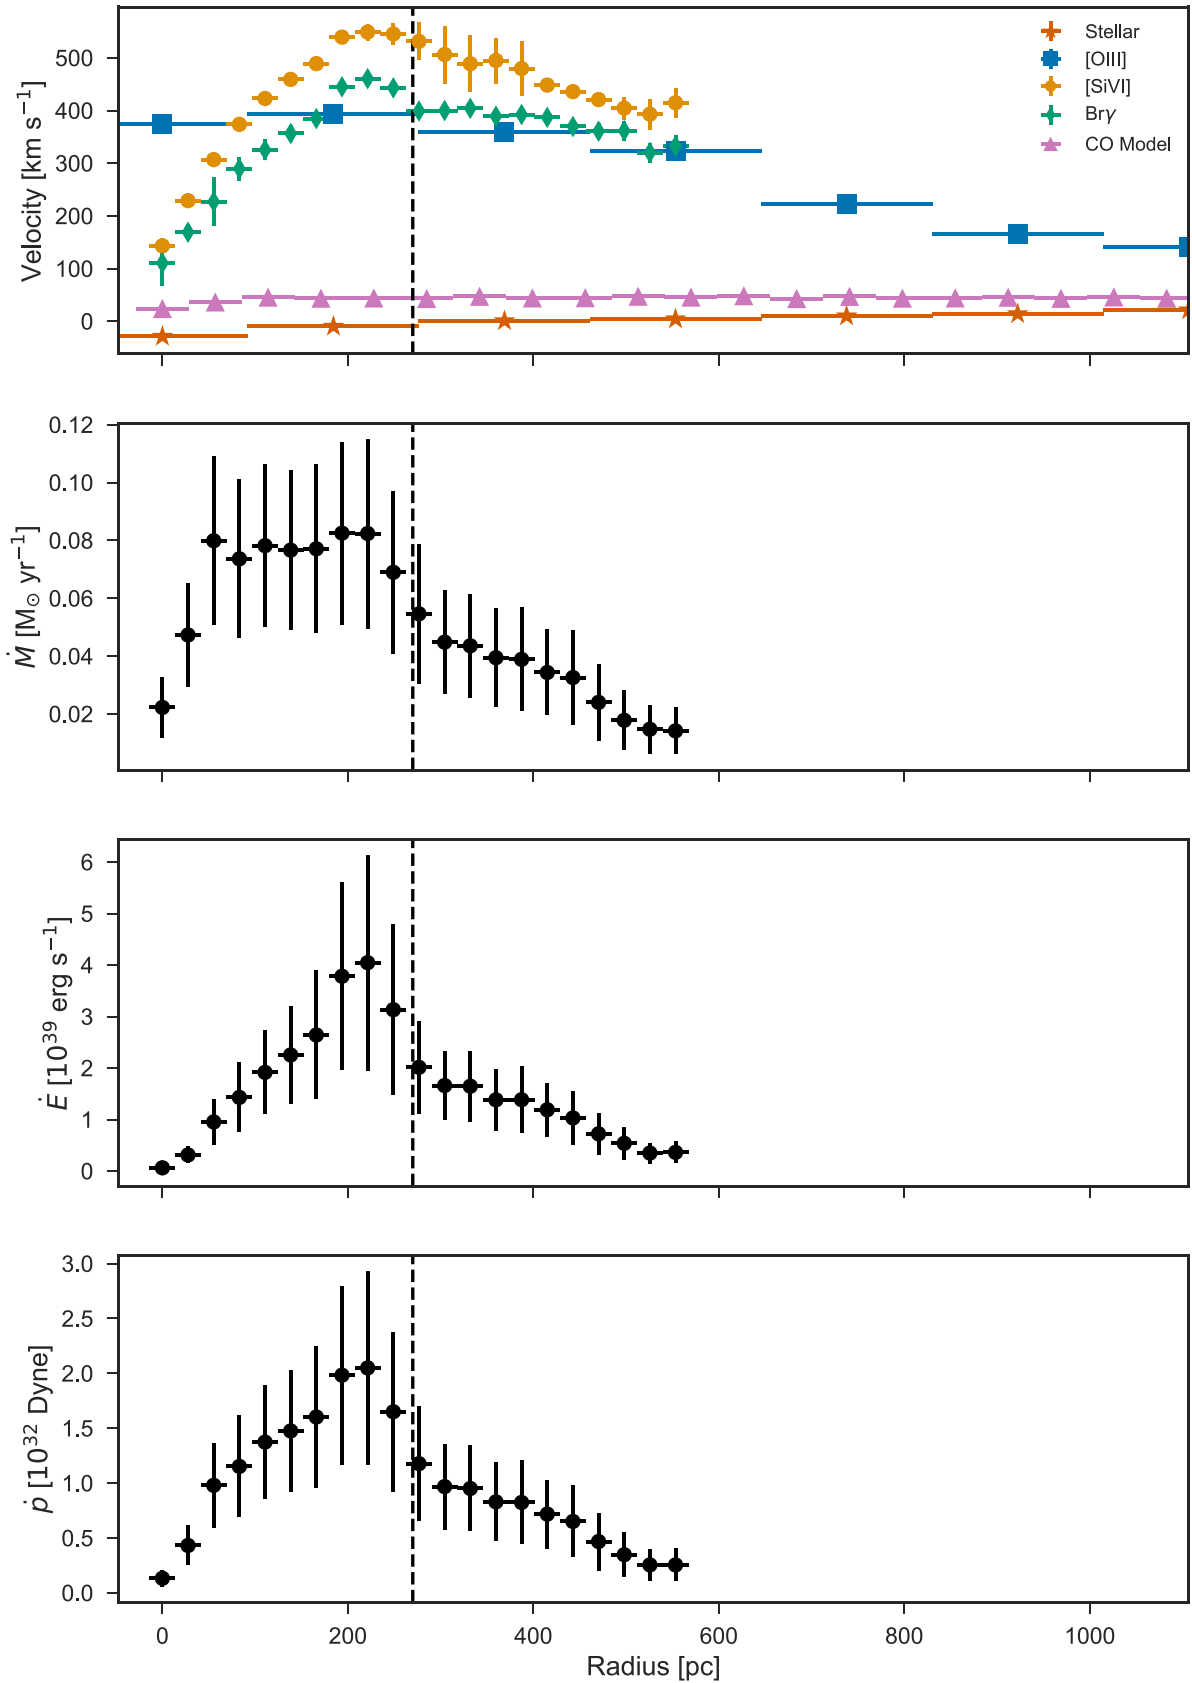 Velocity [km s⁻¹]
500
400
300
200
100
0
Stellar
[OIII]
[SiVI]
Brγ
CO Model
Ṁ [M⊙ yr⁻¹]
0.12
0.10
0.08
0.06
0.04
0.02
Ė [10³⁹ erg s⁻¹]
6
5
4
3
2
1
0
ṗ [10³² Dyne]
3.0
2.5
2.0
1.5
1.0
0.5
0.0
0 200 400 600 800 1000
Radius [pc]